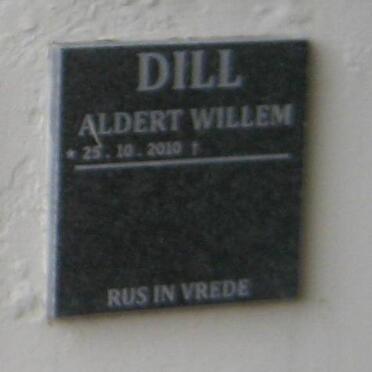 DILL
ALDERT WILLEM
* 25 . 10 . 2010 †
RUS IN VREDE